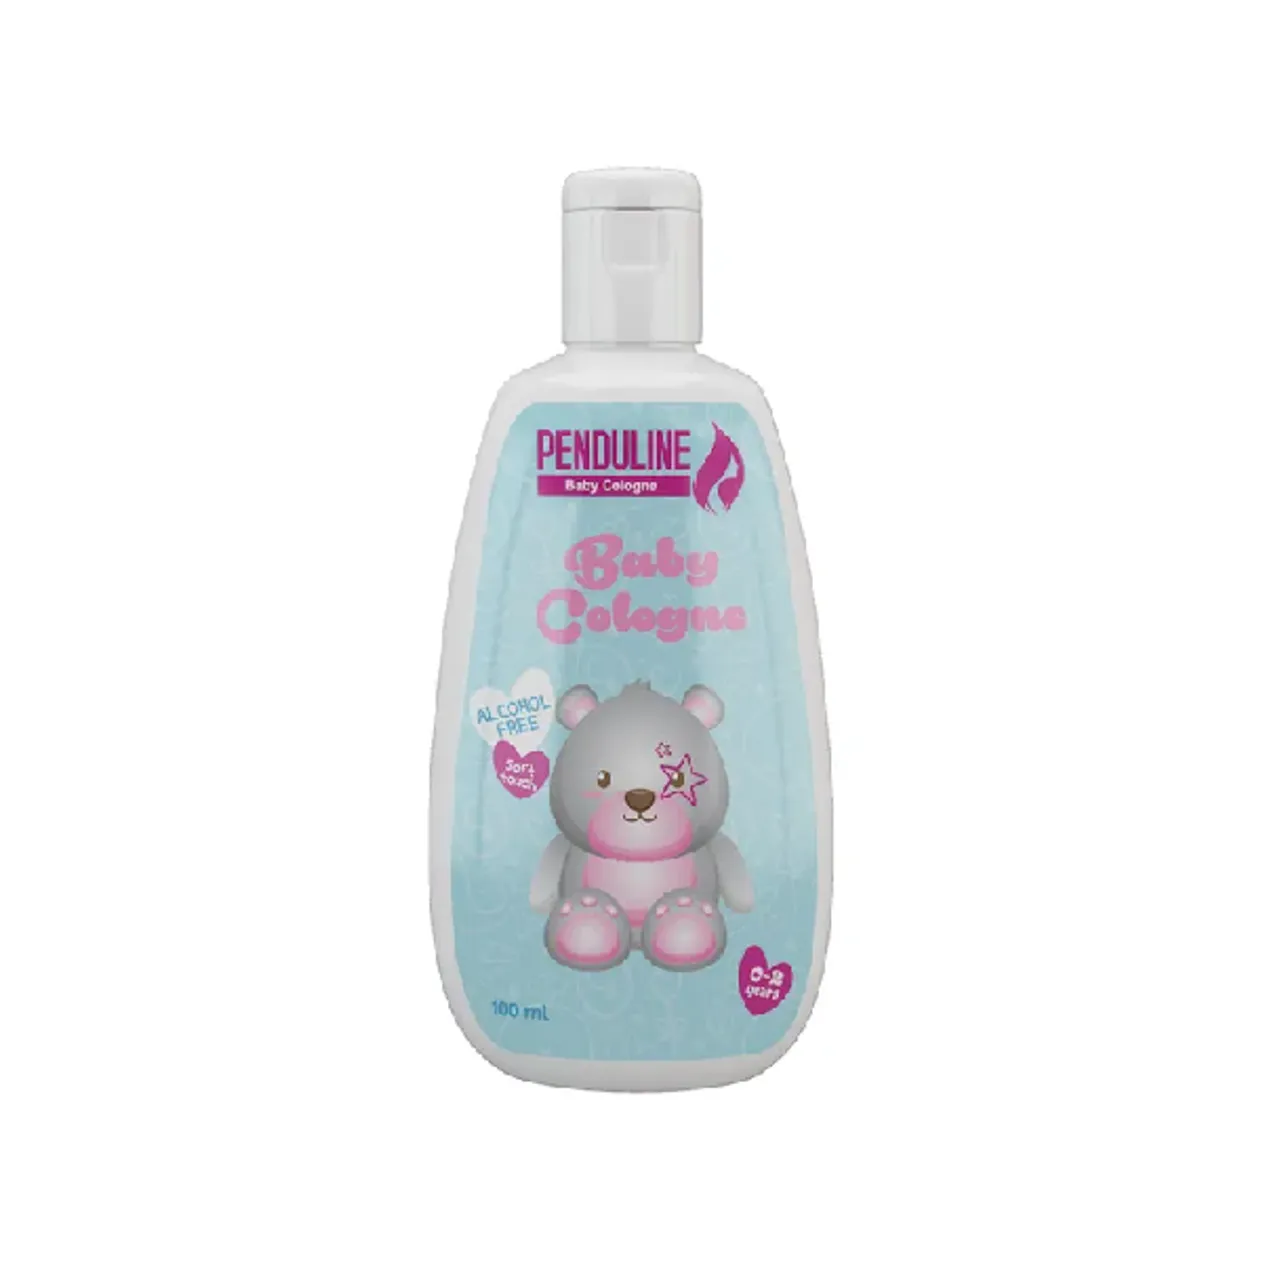 PENDULINE
Baby Cologne
Baby
Cologne
ALCOHOL
FREE
Soft
touch
0-2
years
100 ml